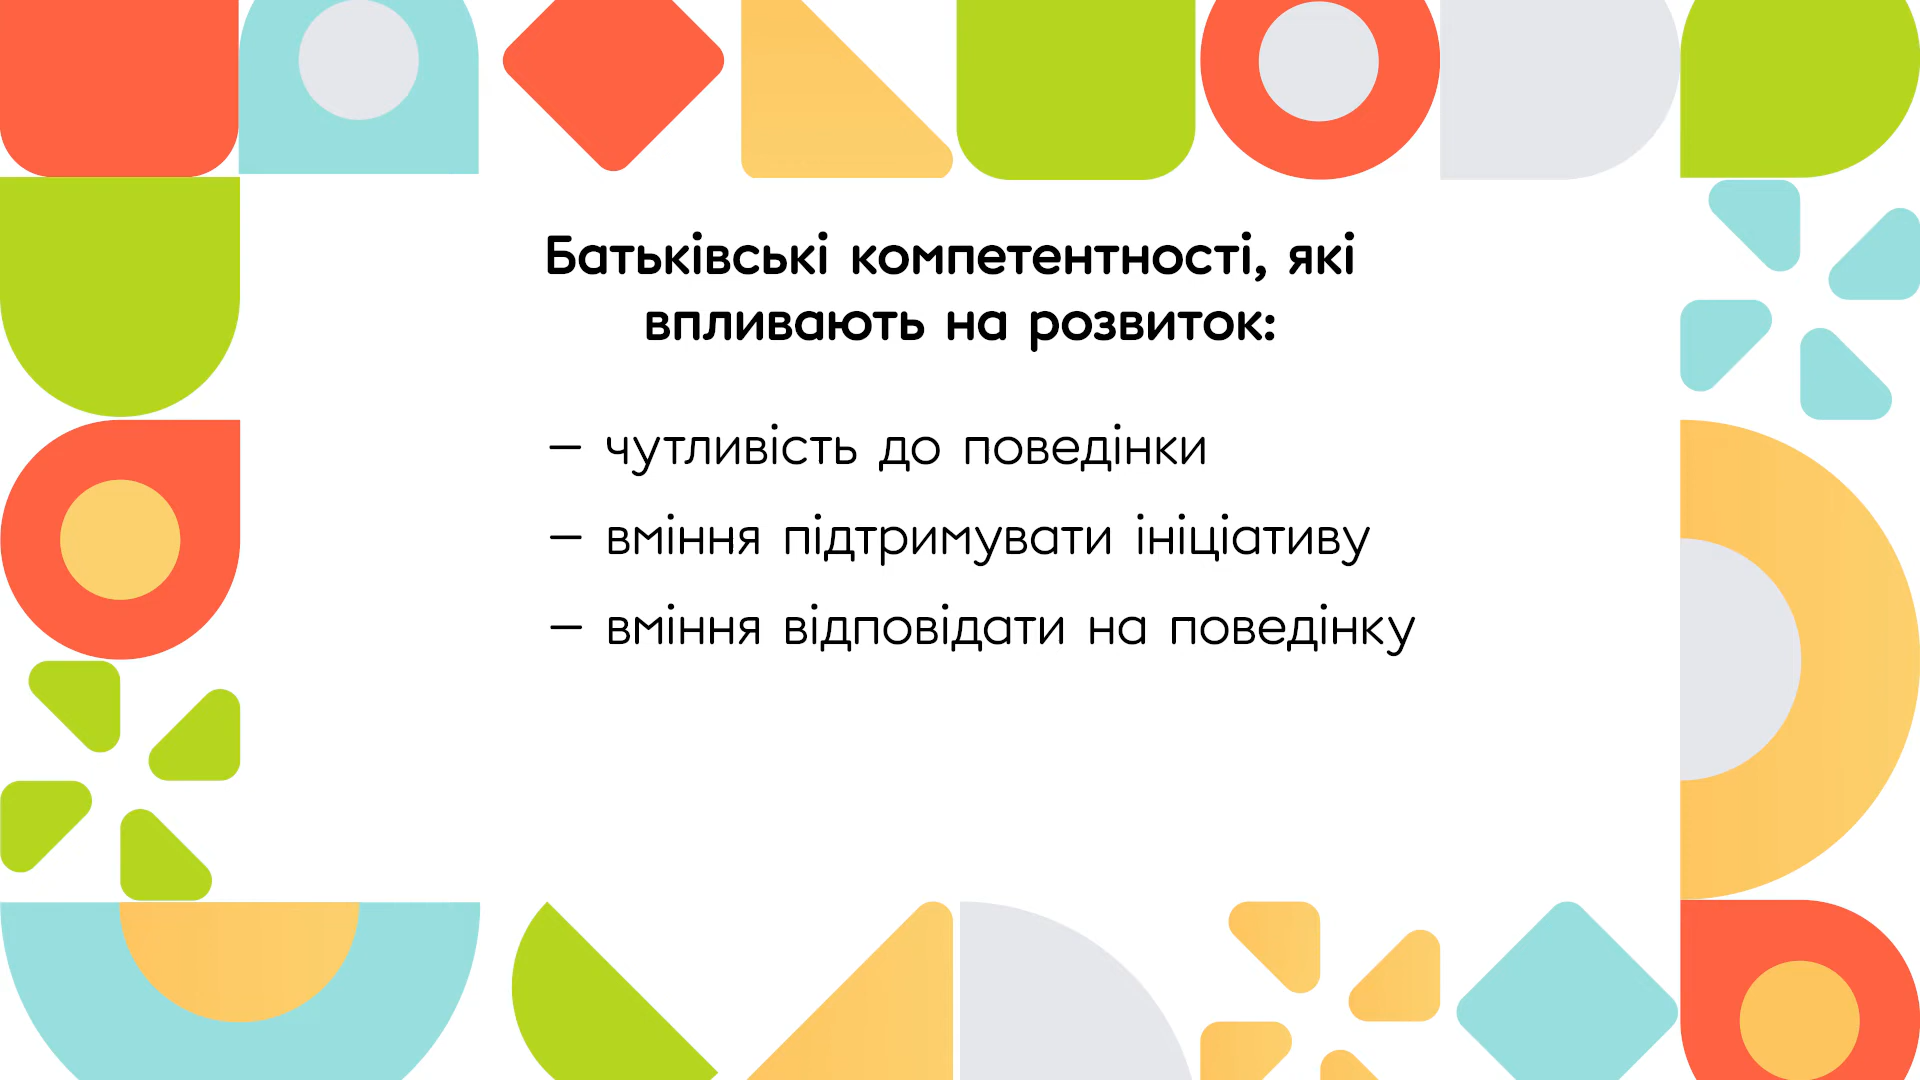 Батьківські компетентності, які
впливають на розвиток:
– чутливість до поведінки
– вміння підтримувати ініціативу
– вміння відповідати на поведінку